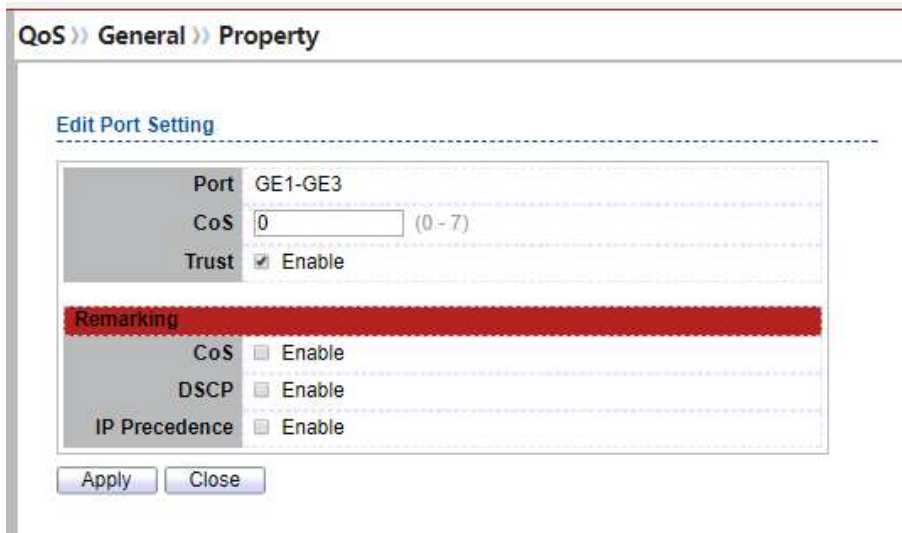 QoS » General » Property
Edit Port Setting
Port GE1-GE3
CoS 0 (0 - 7)
Trust Enable
Remarking
CoS Enable
DSCP Enable
IP Precedence Enable
Apply Close